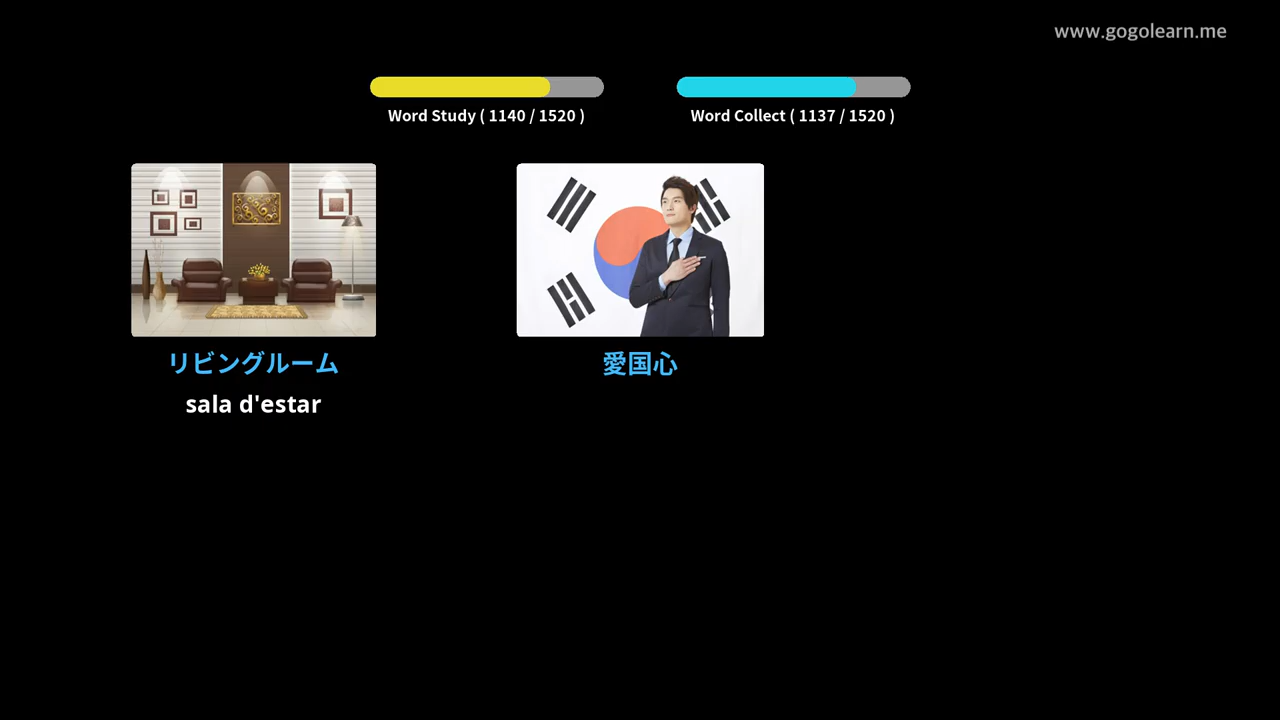 www.gogolearn.me
Word Study ( 1140 / 1520 )
Word Collect ( 1137 / 1520 )
リビングルーム
愛国心
sala d'estar